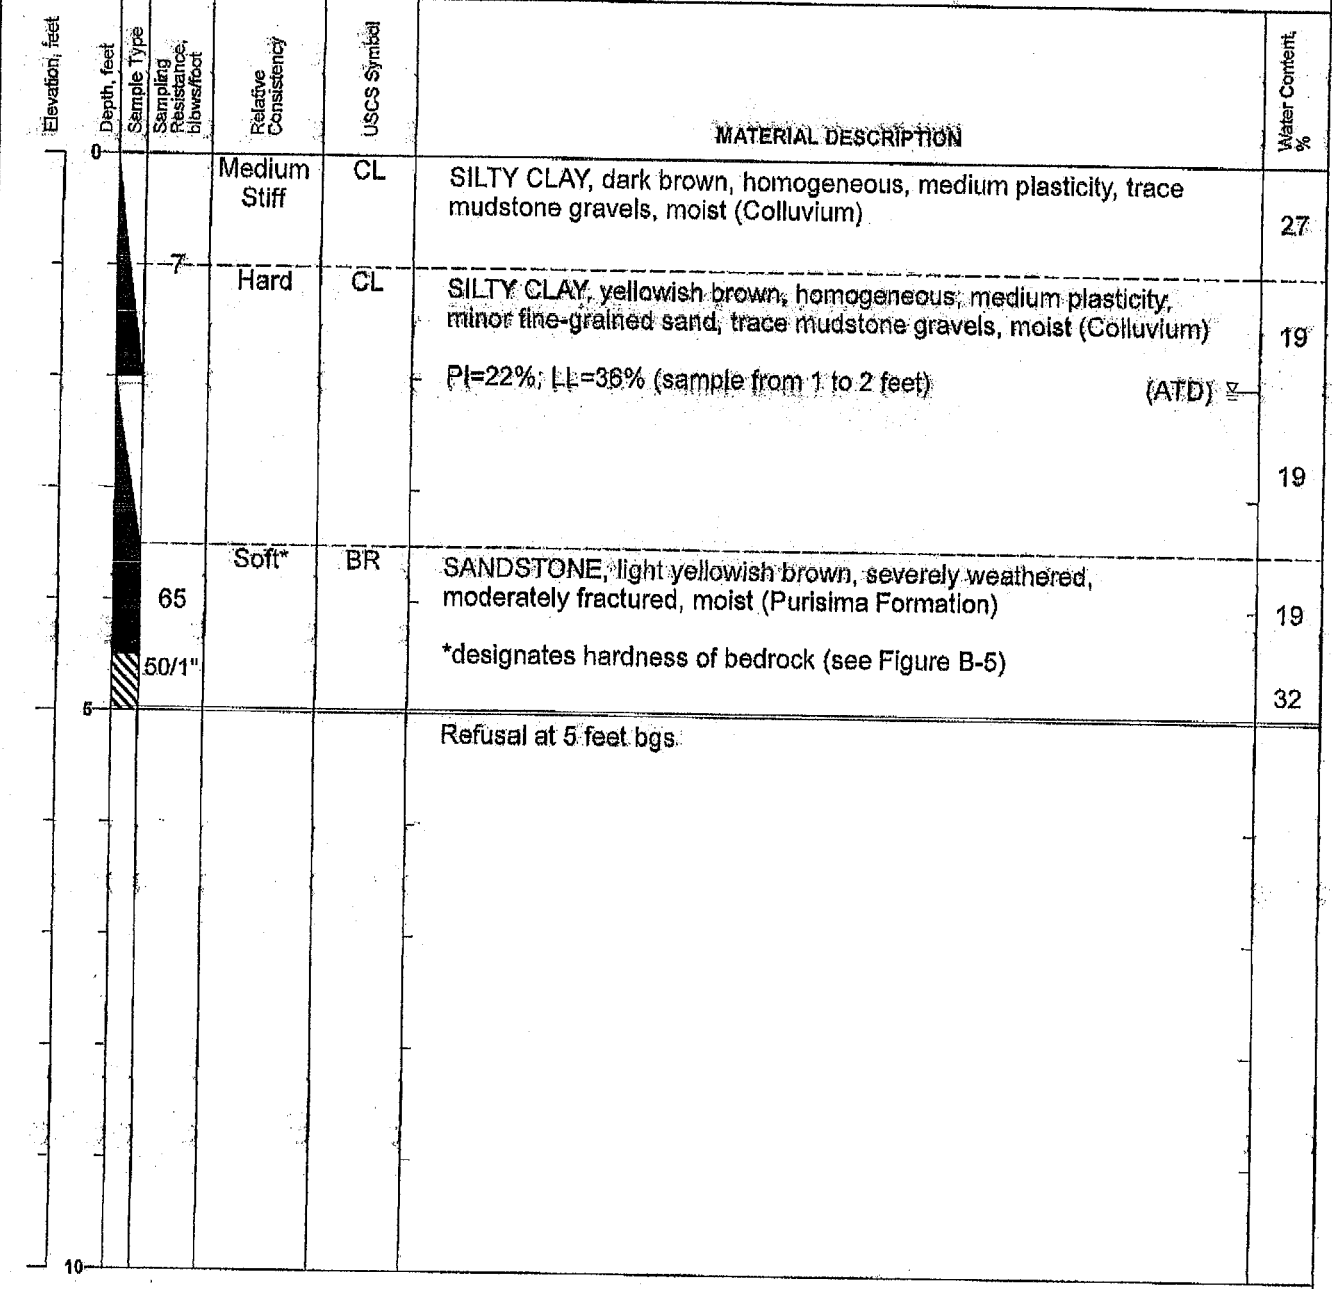 Elevation, feet
Depth, feet
Sample Type
Sampling
Resistance,
blows/foot
Relative
Consistency
USCS Symbol
MATERIAL DESCRIPTION
Water Content,
%
0
Medium
Stiff
CL
SILTY CLAY, dark brown, homogeneous, medium plasticity, trace
mudstone gravels, moist (Colluvium)
27
7
Hard
CL
SILTY CLAY, yellowish brown, homogeneous, medium plasticity,
minor fine-grained sand, trace mudstone gravels, moist (Colluvium)
19
PI=22%; LL=36% (sample from 1 to 2 feet)
(ATD)
19
Soft*
BR
SANDSTONE, light yellowish brown, severely weathered,
moderately fractured, moist (Purisima Formation)
65
19
*designates hardness of bedrock (see Figure B-5)
50/1"
32
5
Refusal at 5 feet bgs.
10